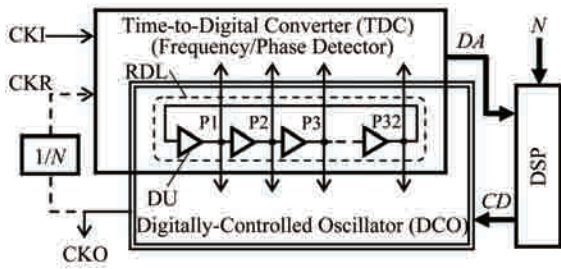 CKI
Time-to-Digital Converter (TDC)
(Frequency/Phase Detector)
DA
N
CKR
RDL
P1
P2
P3
P32
1/N
DU
DSP
CD
Digitally-Controlled Oscillator (DCO)
CKO